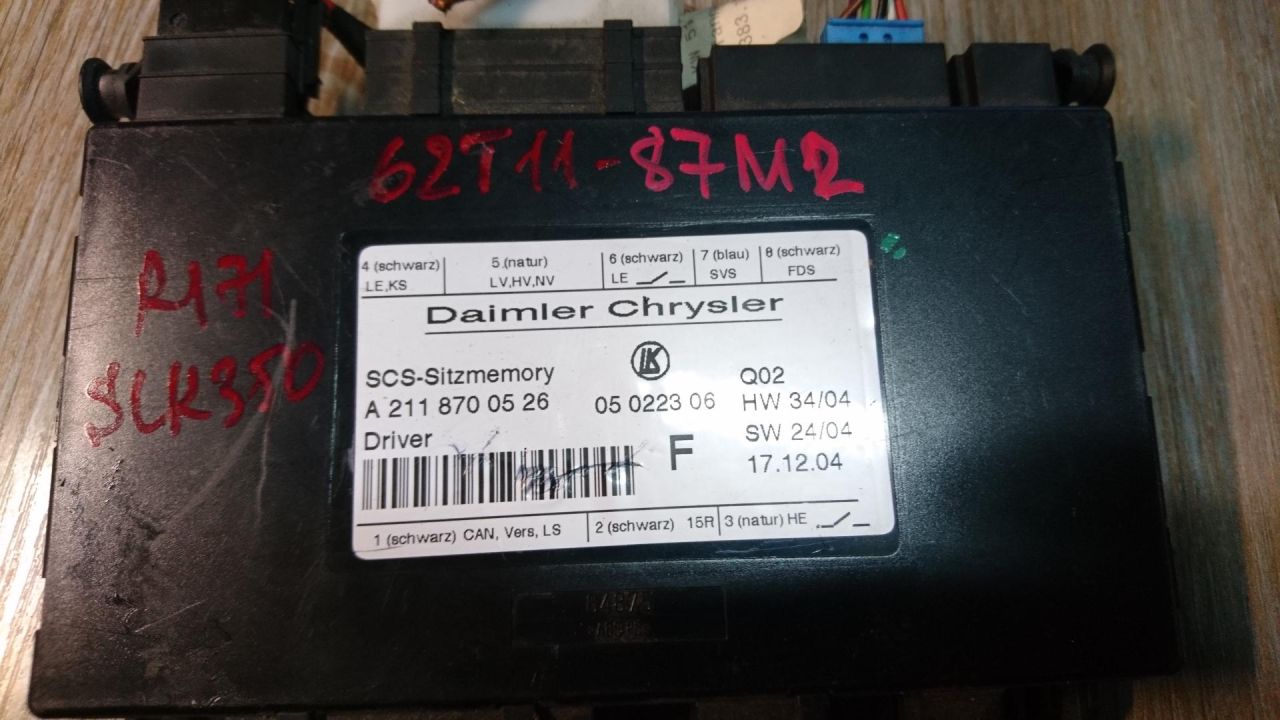 62T11-87M2
R171
SLK350
4 (schwarz)
LE,KS
5 (natur)
LV,HV,NV
6 (schwarz)
LE
7 (blau)
SVS
8 (schwarz)
FDS
Daimler Chrysler
LK
SCS-Sitzmemory
Q02
A 211 870 05 26
05 0223 06
HW 34/04
Driver
F
SW 24/04
17.12.04
1 (schwarz) CAN, Vers, LS
2 (schwarz) 15R
3 (natur) HE